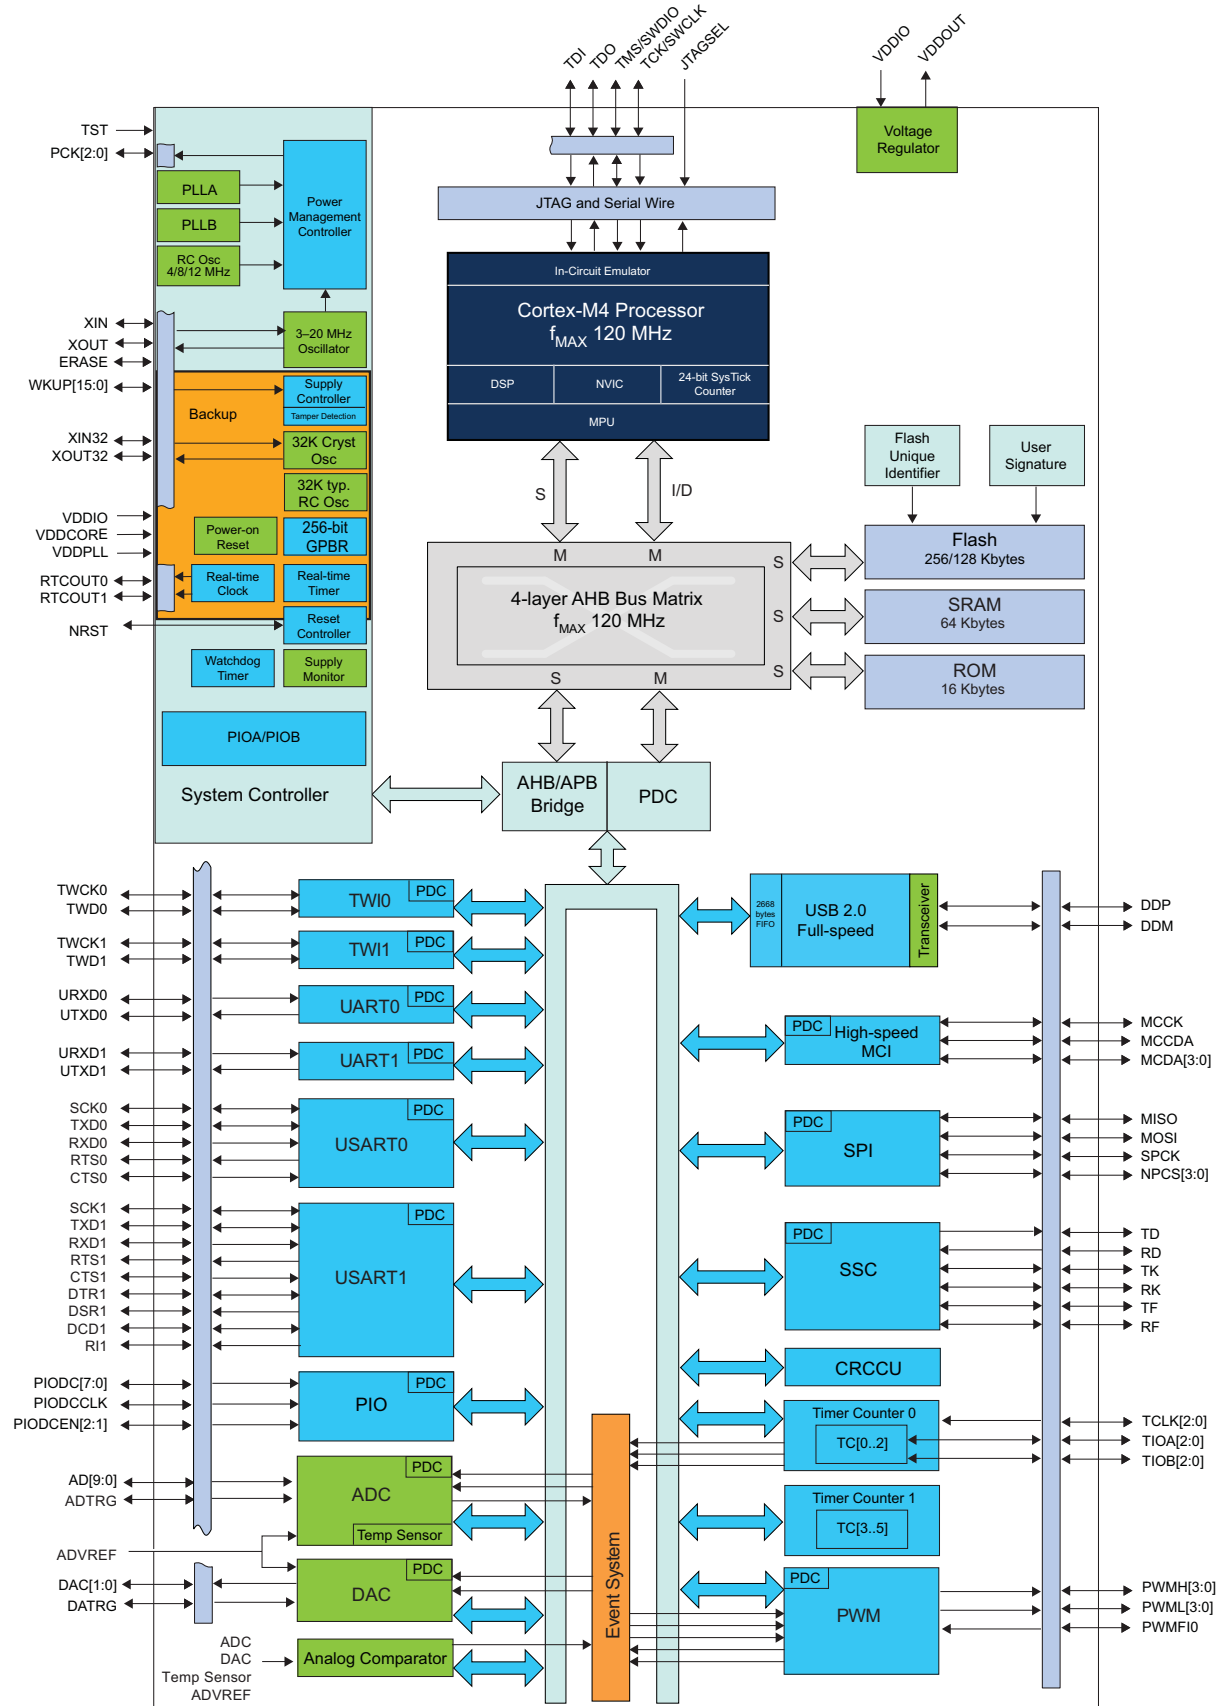 TDI
TDO
TMS/SWDIO
TCK/SWCLK
JTAGSEL
VDDIO
VDDOUT
TST
PCK[2:0]
PLLA
PLLB
RC Osc
4/8/12 MHz
Power
Management
Controller
Voltage
Regulator
JTAG and Serial Wire
In-Circuit Emulator
Cortex-M4 Processor
fMAX 120 MHz
DSP
NVIC
24-bit SysTick
Counter
MPU
XIN
XOUT
ERASE
WKUP[15:0]
3–20 MHz
Oscillator
Backup
Supply
Controller
Tamper Detection
XIN32
XOUT32
32K Cryst
Osc
32K typ.
RC Osc
VDDIO
VDDCORE
VDDPLL
Power-on
Reset
256-bit
GPBR
RTCOUT0
RTCOUT1
Real-time
Clock
Real-time
Timer
NRST
Reset
Controller
Watchdog
Timer
Supply
Monitor
PIOA/PIOB
System Controller
Flash
Unique
Identifier
User
Signature
S
I/D
M
M
S
Flash
256/128 Kbytes
4-layer AHB Bus Matrix
fMAX 120 MHz
S
SRAM
64 Kbytes
S
ROM
16 Kbytes
S
M
AHB/APB
Bridge
PDC
TWCK0
TWD0
TWI0
PDC
TWCK1
TWD1
TWI1
PDC
URXD0
UTXD0
UART0
PDC
URXD1
UTXD1
UART1
PDC
SCK0
TXD0
RXD0
RTS0
CTS0
USART0
PDC
SCK1
TXD1
RXD1
RTS1
CTS1
DTR1
DSR1
DCD1
RI1
USART1
PDC
PIODC[7:0]
PIODCCLK
PIODCEN[2:1]
PIO
PDC
AD[9:0]
ADTRG
ADC
PDC
Temp Sensor
ADVREF
DAC[1:0]
DATRG
DAC
PDC
ADC
DAC
Temp Sensor
ADVREF
Analog Comparator
Event System
2668
bytes
FIFO
USB 2.0
Full-speed
Transceiver
DDP
DDM
PDC
High-speed
MCI
MCCK
MCCDA
MCDA[3:0]
PDC
SPI
MISO
MOSI
SPCK
NPCS[3:0]
PDC
SSC
TD
RD
TK
RK
TF
RF
CRCCU
Timer Counter 0
TC[0..2]
TCLK[2:0]
TIOA[2:0]
TIOB[2:0]
Timer Counter 1
TC[3..5]
PDC
PWM
PWMH[3:0]
PWML[3:0]
PWMFI0